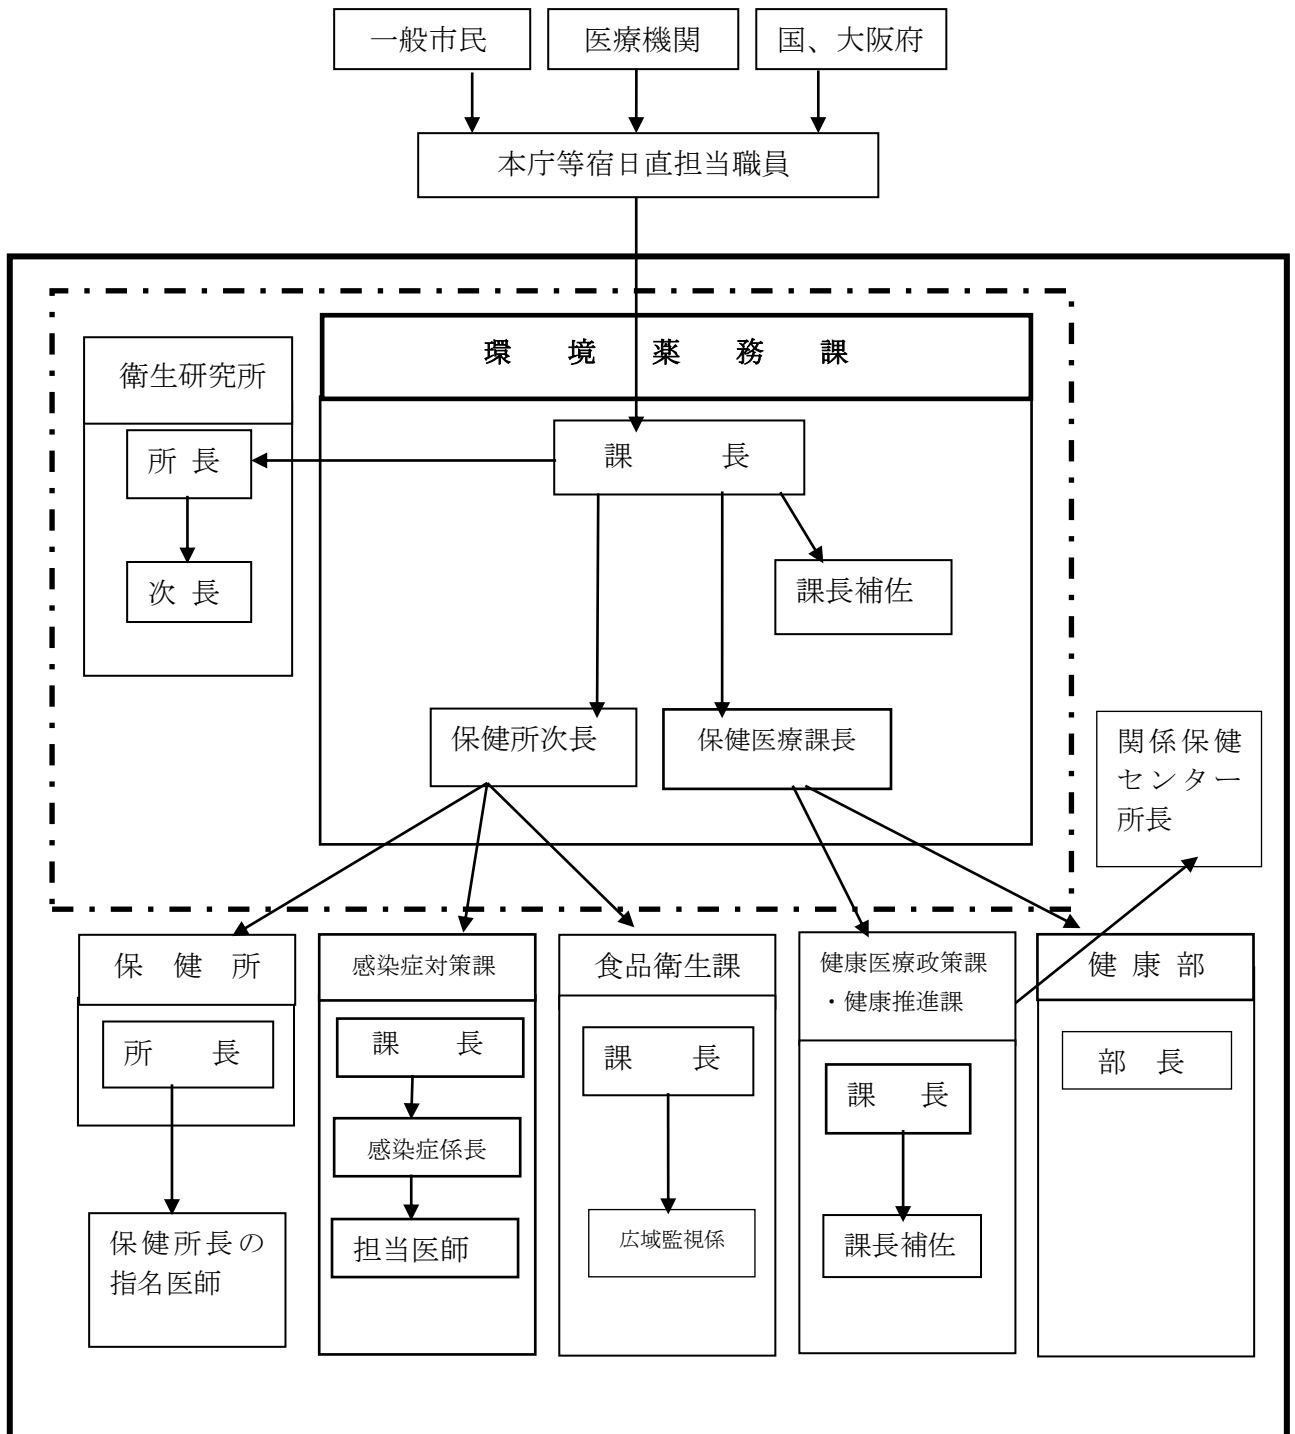 一般市民
医療機関
国、大阪府
本庁等宿日直担当職員
環　境　薬　務　課
衛生研究所
所 長
次 長
課　　　長
課長補佐
保健所次長
保健医療課長
関係保健
センター
所長
保　健　所
所　　長
保健所長の
指名医師
感染症対策課
課　　長
感染症係長
担当医師
食品衛生課
課　　長
広域監視係
健康医療政策課
・健康推進課
課　　長
課長補佐
健 康 部
部　長